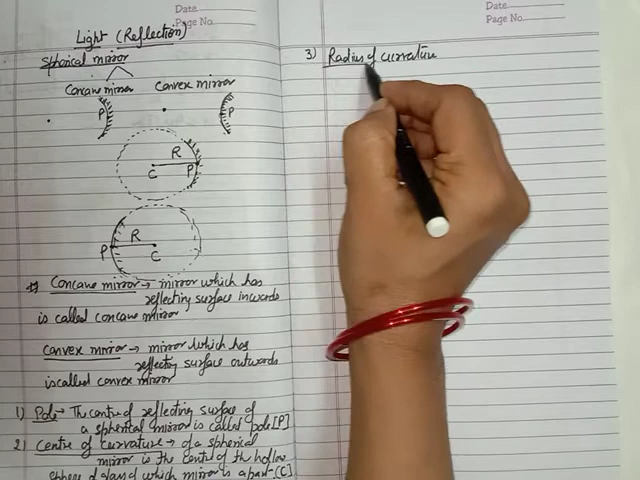 Date
Page No.
Light (Reflection)
Spherical mirror
Concave mirror
Convex mirror
P
P
R
C
P
R
P
C
Concave mirror → mirror which has
reflecting surface inwards
is called concave mirror
Convex mirror → mirror which has
reflecting surface outwards
is called convex mirror
1) Pole → The centre of reflecting surface of
a spherical mirror is called pole [P]
2) Centre of curvature → of a spherical
mirror is the centre of the hollow
sphere of which mirror is a part. [C]
Date
Page No.
3) Radius of curvature